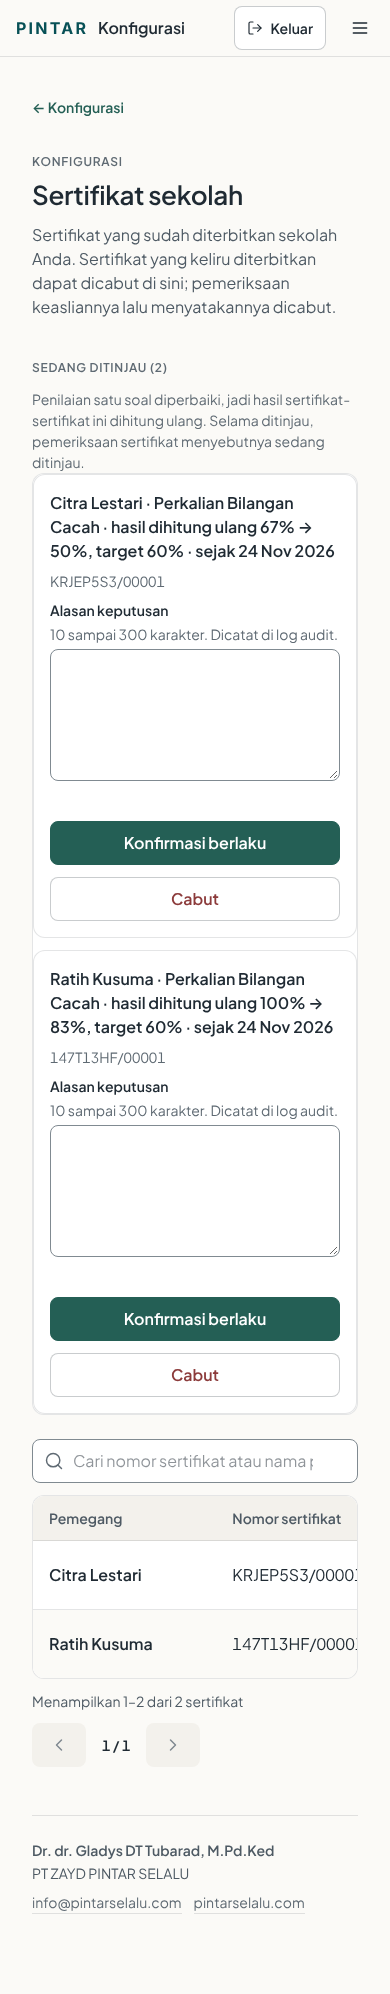 PINTAR Konfigurasi Keluar
← Konfigurasi
KONFIGURASI
Sertifikat sekolah
Sertifikat yang sudah diterbitkan sekolah
Anda. Sertifikat yang keliru diterbitkan
dapat dicabut di sini; pemeriksaan
keasliannya lalu menyatakannya dicabut.
SEDANG DITINJAU (2)
Penilaian satu soal diperbaiki, jadi hasil sertifikat-
sertifikat ini dihitung ulang. Selama ditinjau,
pemeriksaan sertifikat menyebutnya sedang
ditinjau.
Citra Lestari · Perkalian Bilangan
Cacah · hasil dihitung ulang 67% →
50%, target 60% · sejak 24 Nov 2026
KRJEP5S3/00001
Alasan keputusan
10 sampai 300 karakter. Dicatat di log audit.
Konfirmasi berlaku
Cabut
Ratih Kusuma · Perkalian Bilangan
Cacah · hasil dihitung ulang 100% →
83%, target 60% · sejak 24 Nov 2026
147T13HF/00001
Alasan keputusan
10 sampai 300 karakter. Dicatat di log audit.
Konfirmasi berlaku
Cabut
Cari nomor sertifikat atau nama
Pemegang Nomor sertifikat
Citra Lestari KRJEP5S3/00001
Ratih Kusuma 147T13HF/00001
Menampilkan 1–2 dari 2 sertifikat
1/1
Dr. dr. Gladys DT Tubarad, M.Pd.Ked
PT ZAYD PINTAR SELALU
info@pintarselalu.com pintarselalu.com